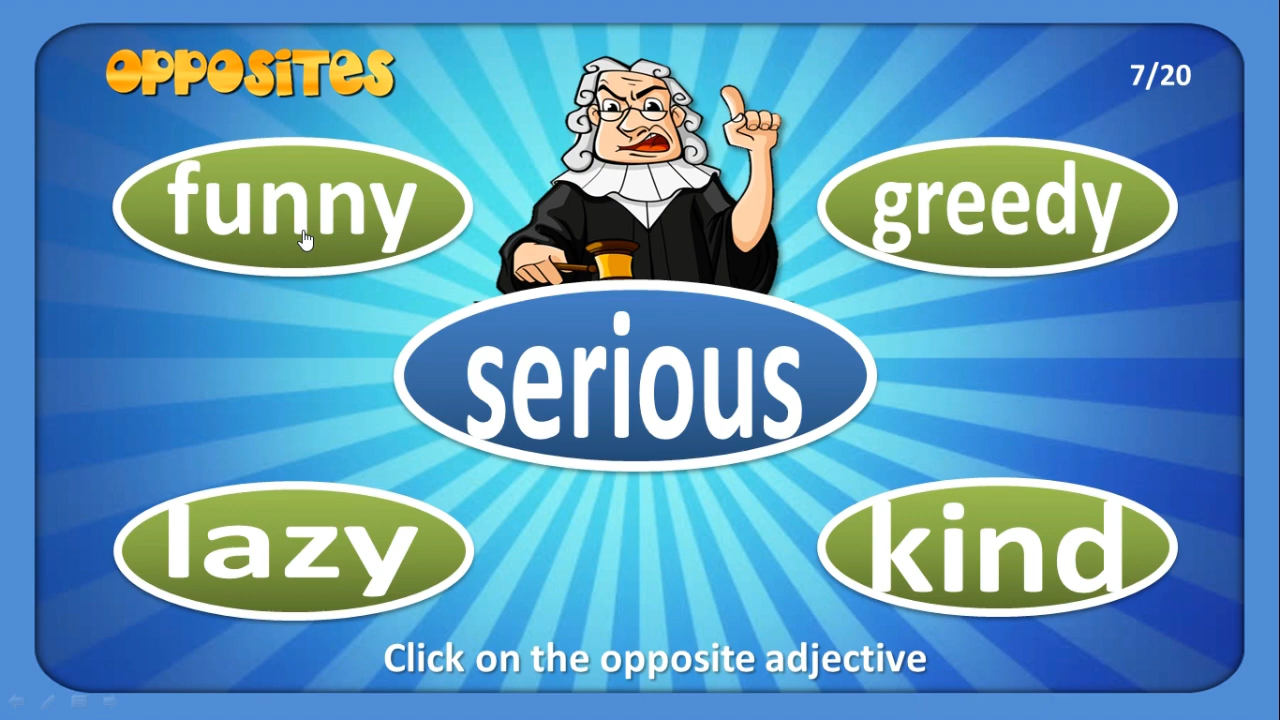 OPPOSITES
7/20
funny
greedy
serious
lazy
kind
Click on the opposite adjective